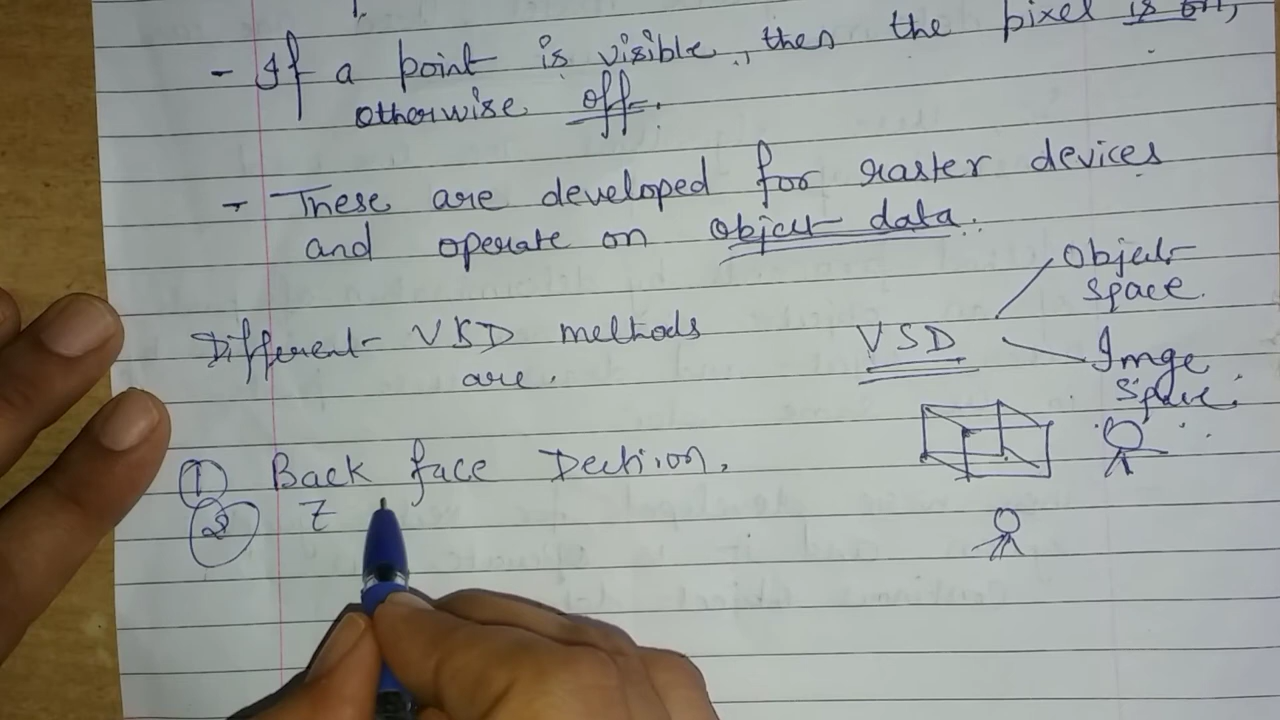 - If a point is visible, then the pixel is on,
otherwise off.
- These are developed for raster devices
and operate on object data.
Object
space.
Different VSD methods
are.
VSD
Imge
Space.
① Back face Dection.
② Z